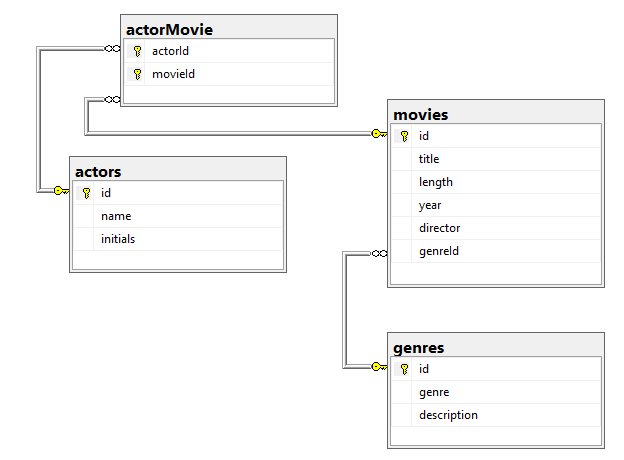 actorMovie
actorId
movieId
actors
id
name
initials
movies
id
title
length
year
director
genreId
genres
id
genre
description